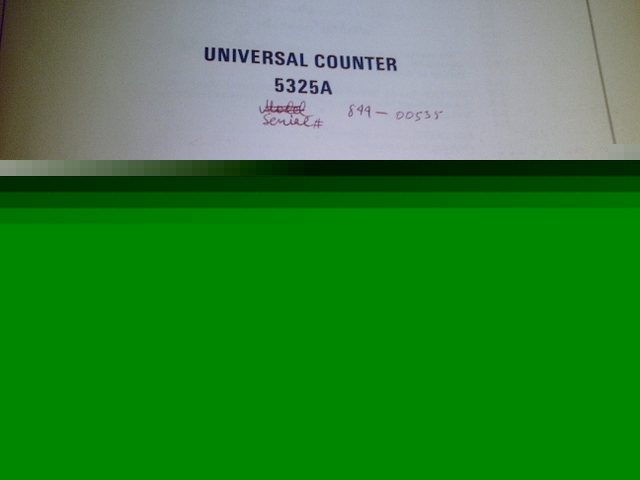 UNIVERSAL COUNTER
5325A
Model
Serial# 844-00535